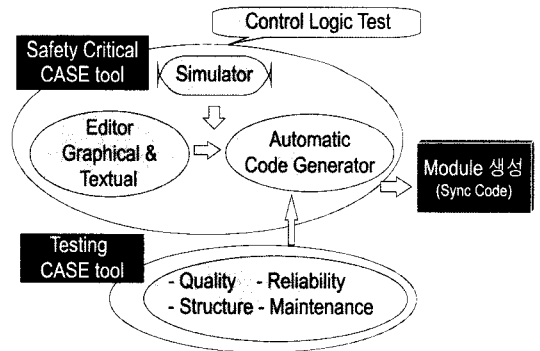 Control Logic Test
Safety Critical
CASE tool
Simulator
Editor
Graphical &
Textual
Automatic
Code Generator
Module 생성
(Sync Code)
Testing
CASE tool
- Quality - Reliability
- Structure - Maintenance